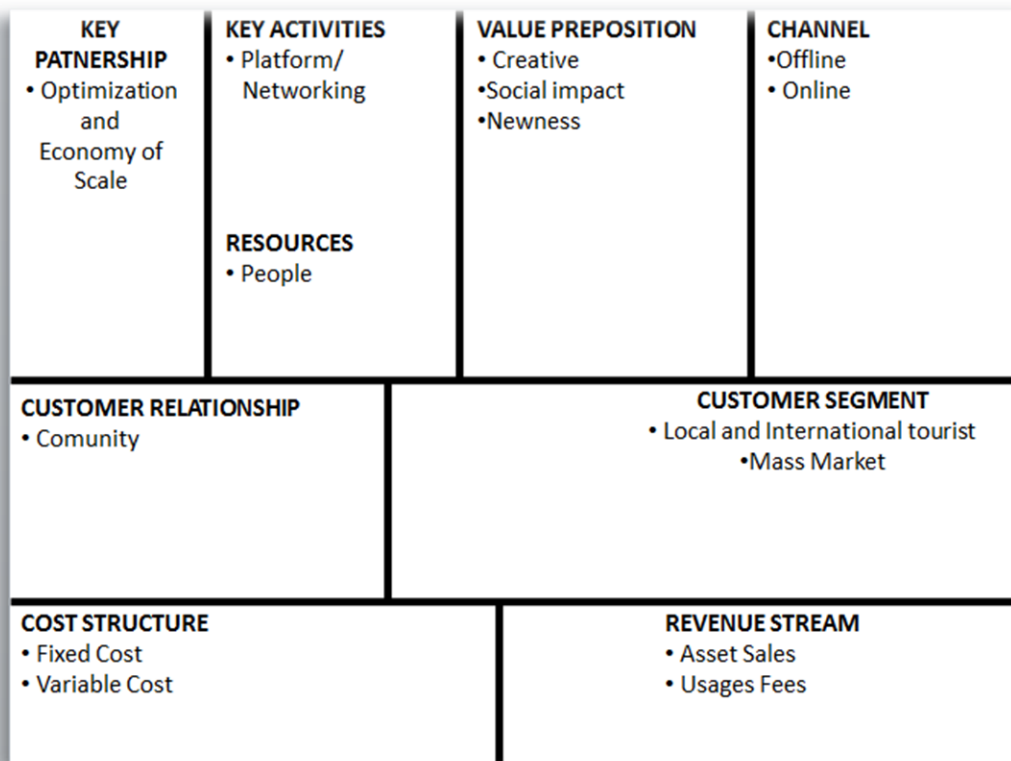 KEY
PATNERSHIP
• Optimization
and
Economy of
Scale
KEY ACTIVITIES
• Platform/
Networking
RESOURCES
• People
VALUE PREPOSITION
• Creative
•Social impact
•Newness
CHANNEL
•Offline
• Online
CUSTOMER RELATIONSHIP
• Comunity
CUSTOMER SEGMENT
• Local and International tourist
•Mass Market
COST STRUCTURE
• Fixed Cost
• Variable Cost
REVENUE STREAM
• Asset Sales
• Usages Fees